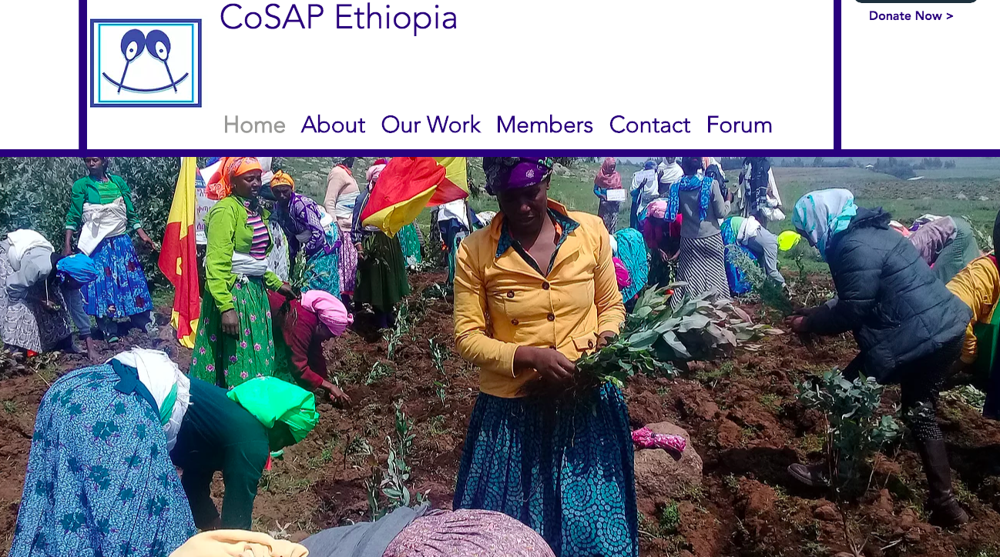 CoSAP Ethiopia
Donate Now >
Home About Our Work Members Contact Forum